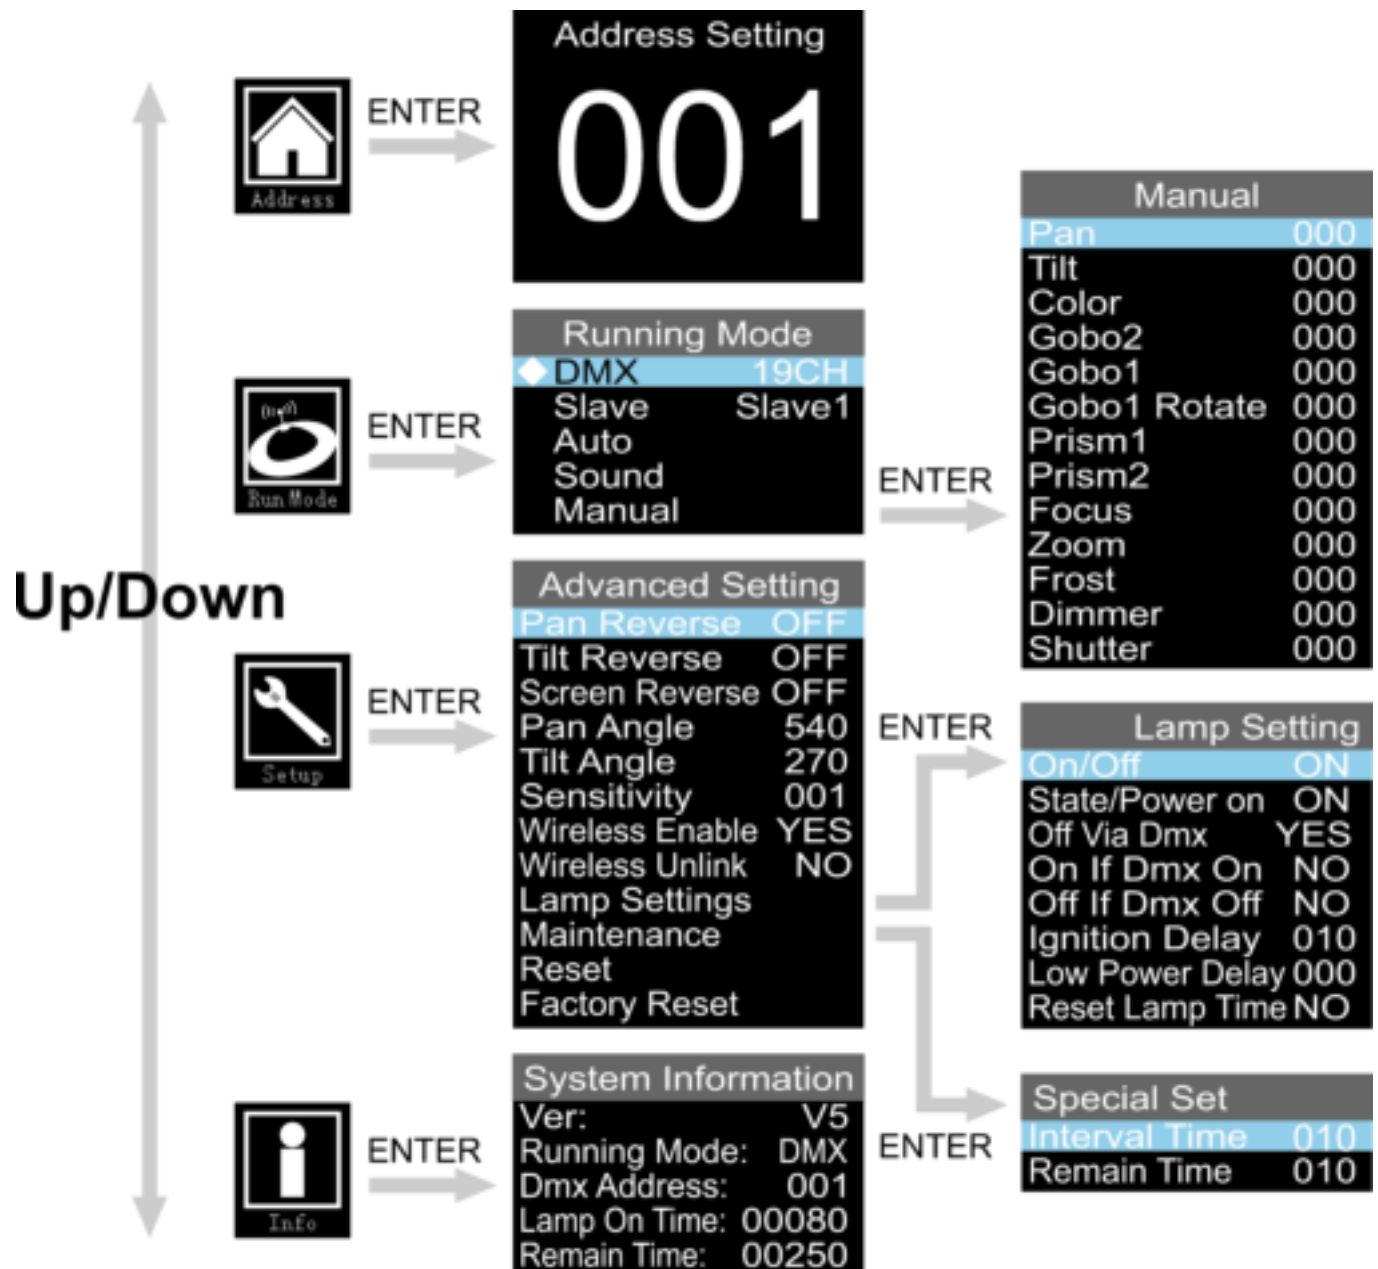 Up/Down
Address
ENTER
Address Setting
001
Run Mode
ENTER
Running Mode
DMX 19CH
Slave Slave1
Auto
Sound
Manual
ENTER
Manual
Pan 000
Tilt 000
Color 000
Gobo2 000
Gobo1 000
Gobo1 Rotate 000
Prism1 000
Prism2 000
Focus 000
Zoom 000
Frost 000
Dimmer 000
Shutter 000
Setup
ENTER
Advanced Setting
Pan Reverse OFF
Tilt Reverse OFF
Screen Reverse OFF
Pan Angle 540
Tilt Angle 270
Sensitivity 001
Wireless Enable YES
Wireless Unlink NO
Lamp Settings
Maintenance
Reset
Factory Reset
ENTER
Lamp Setting
On/Off ON
State/Power on ON
Off Via Dmx YES
On If Dmx On NO
Off If Dmx Off NO
Ignition Delay 010
Low Power Delay 000
Reset Lamp Time NO
ENTER
Special Set
Interval Time 010
Remain Time 010
Info
ENTER
System Information
Ver: V5
Running Mode: DMX
Dmx Address: 001
Lamp On Time: 00080
Remain Time: 00250